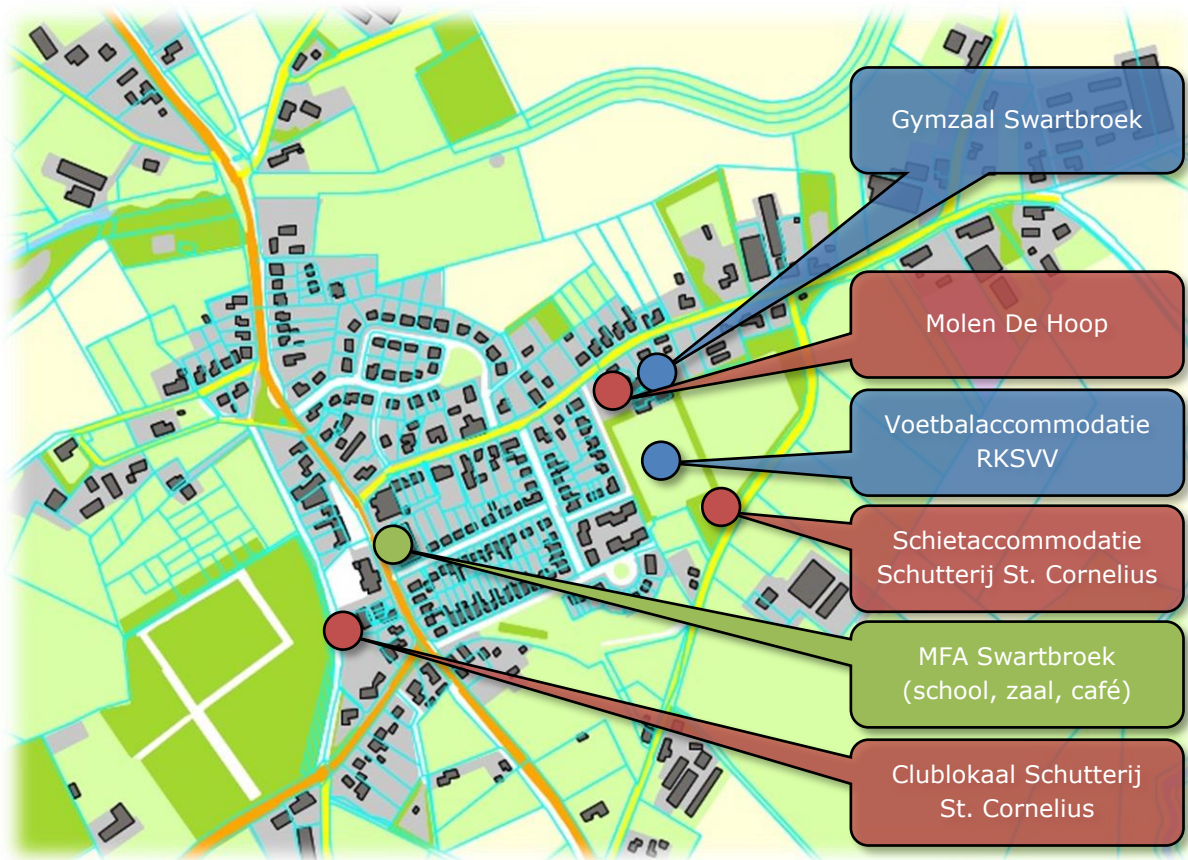 Gymzaal Swartbroek
Molen De Hoop
Voetbalaccommodatie
RKSVV
Schietaccommodatie
Schutterij St. Cornelius
MFA Swartbroek
(school, zaal, café)
Clublokaal Schutterij
St. Cornelius